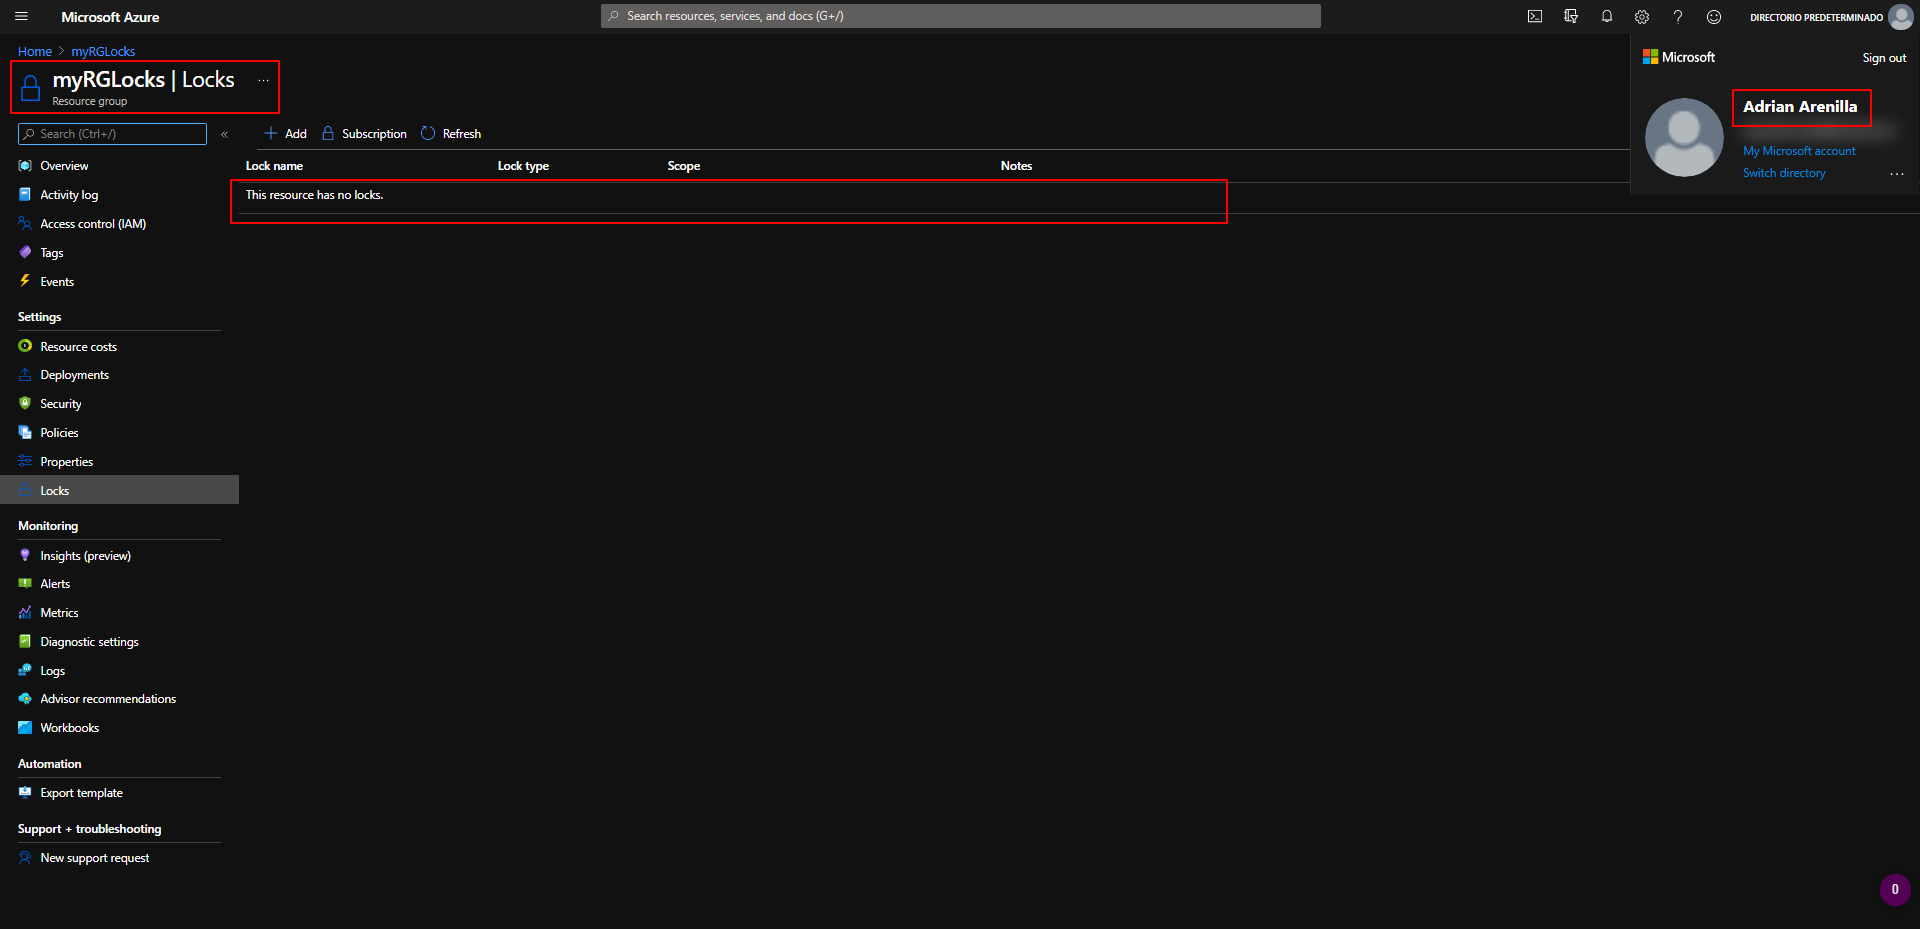 Microsoft Azure
Search resources, services, and docs (G+/)
DIRECTORIO PREDETERMINADO
Home > myRGLocks
myRGLocks | Locks ...
Resource group
Search (Ctrl+/)
«
Add
Subscription
Refresh
Microsoft
Sign out
Adrian Arenilla
My Microsoft account
Switch directory
...
Lock name Lock type Scope Notes
This resource has no locks.
Overview
Activity log
Access control (IAM)
Tags
Events
Settings
Resource costs
Deployments
Security
Policies
Properties
Locks
Monitoring
Insights (preview)
Alerts
Metrics
Diagnostic settings
Logs
Advisor recommendations
Workbooks
Automation
Export template
Support + troubleshooting
New support request
0